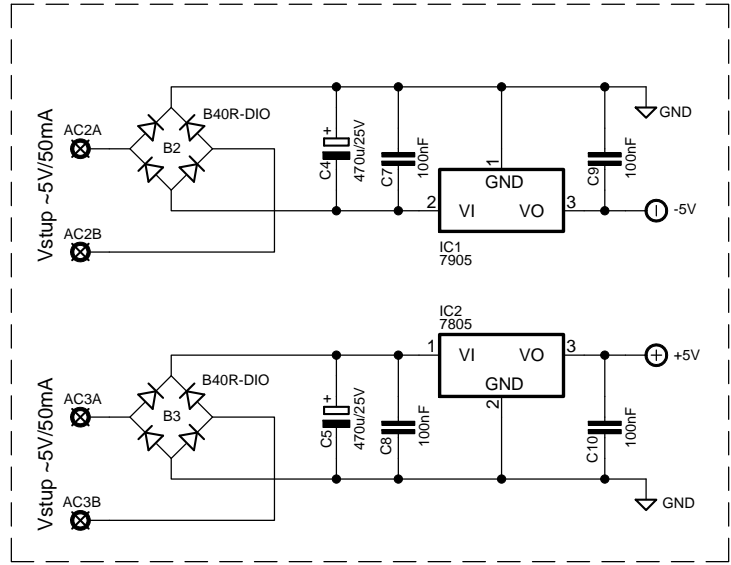 Vstup ~5V/50mA
AC2A
AC2B
B40R-DIO
B2
+
C4
470u/25V
C7
100nF
1
GND
2
VI
VO
3
IC1
7905
C9
100nF
GND
-5V
Vstup ~5V/50mA
AC3A
AC3B
B40R-DIO
B3
+
C5
470u/25V
C8
100nF
IC2
7805
1
VI
VO
3
GND
2
C10
100nF
+5V
GND